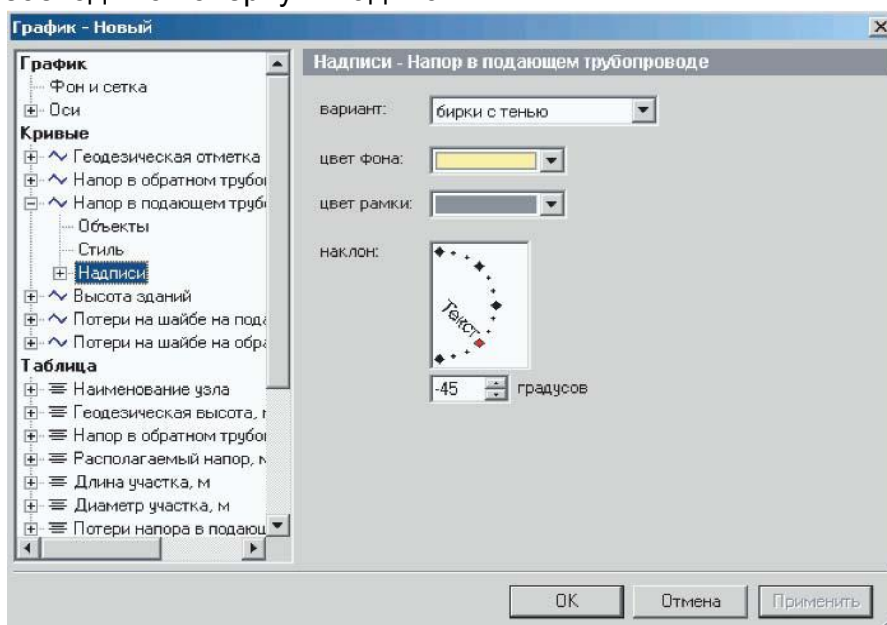 График - Новый
График
Фон и сетка
Оси
Кривые
Геодезическая отметка
Напор в обратном трубо
Напор в подающем труб
Объекты
Стиль
Надписи
Высота зданий
Потери на шайбе на пода
Потери на шайбе на обра
Таблица
Наименование узла
Геодезическая высота,
Напор в обратном трубо
Располагаемый напор,
Длина участка, м
Диаметр участка, м
Потери напора в подающ
Надписи - Напор в подающем трубопроводе
вариант: бирки с тенью
цвет фона:
цвет рамки:
наклон:
Текст
-45 градусов
OK Отмена Применить